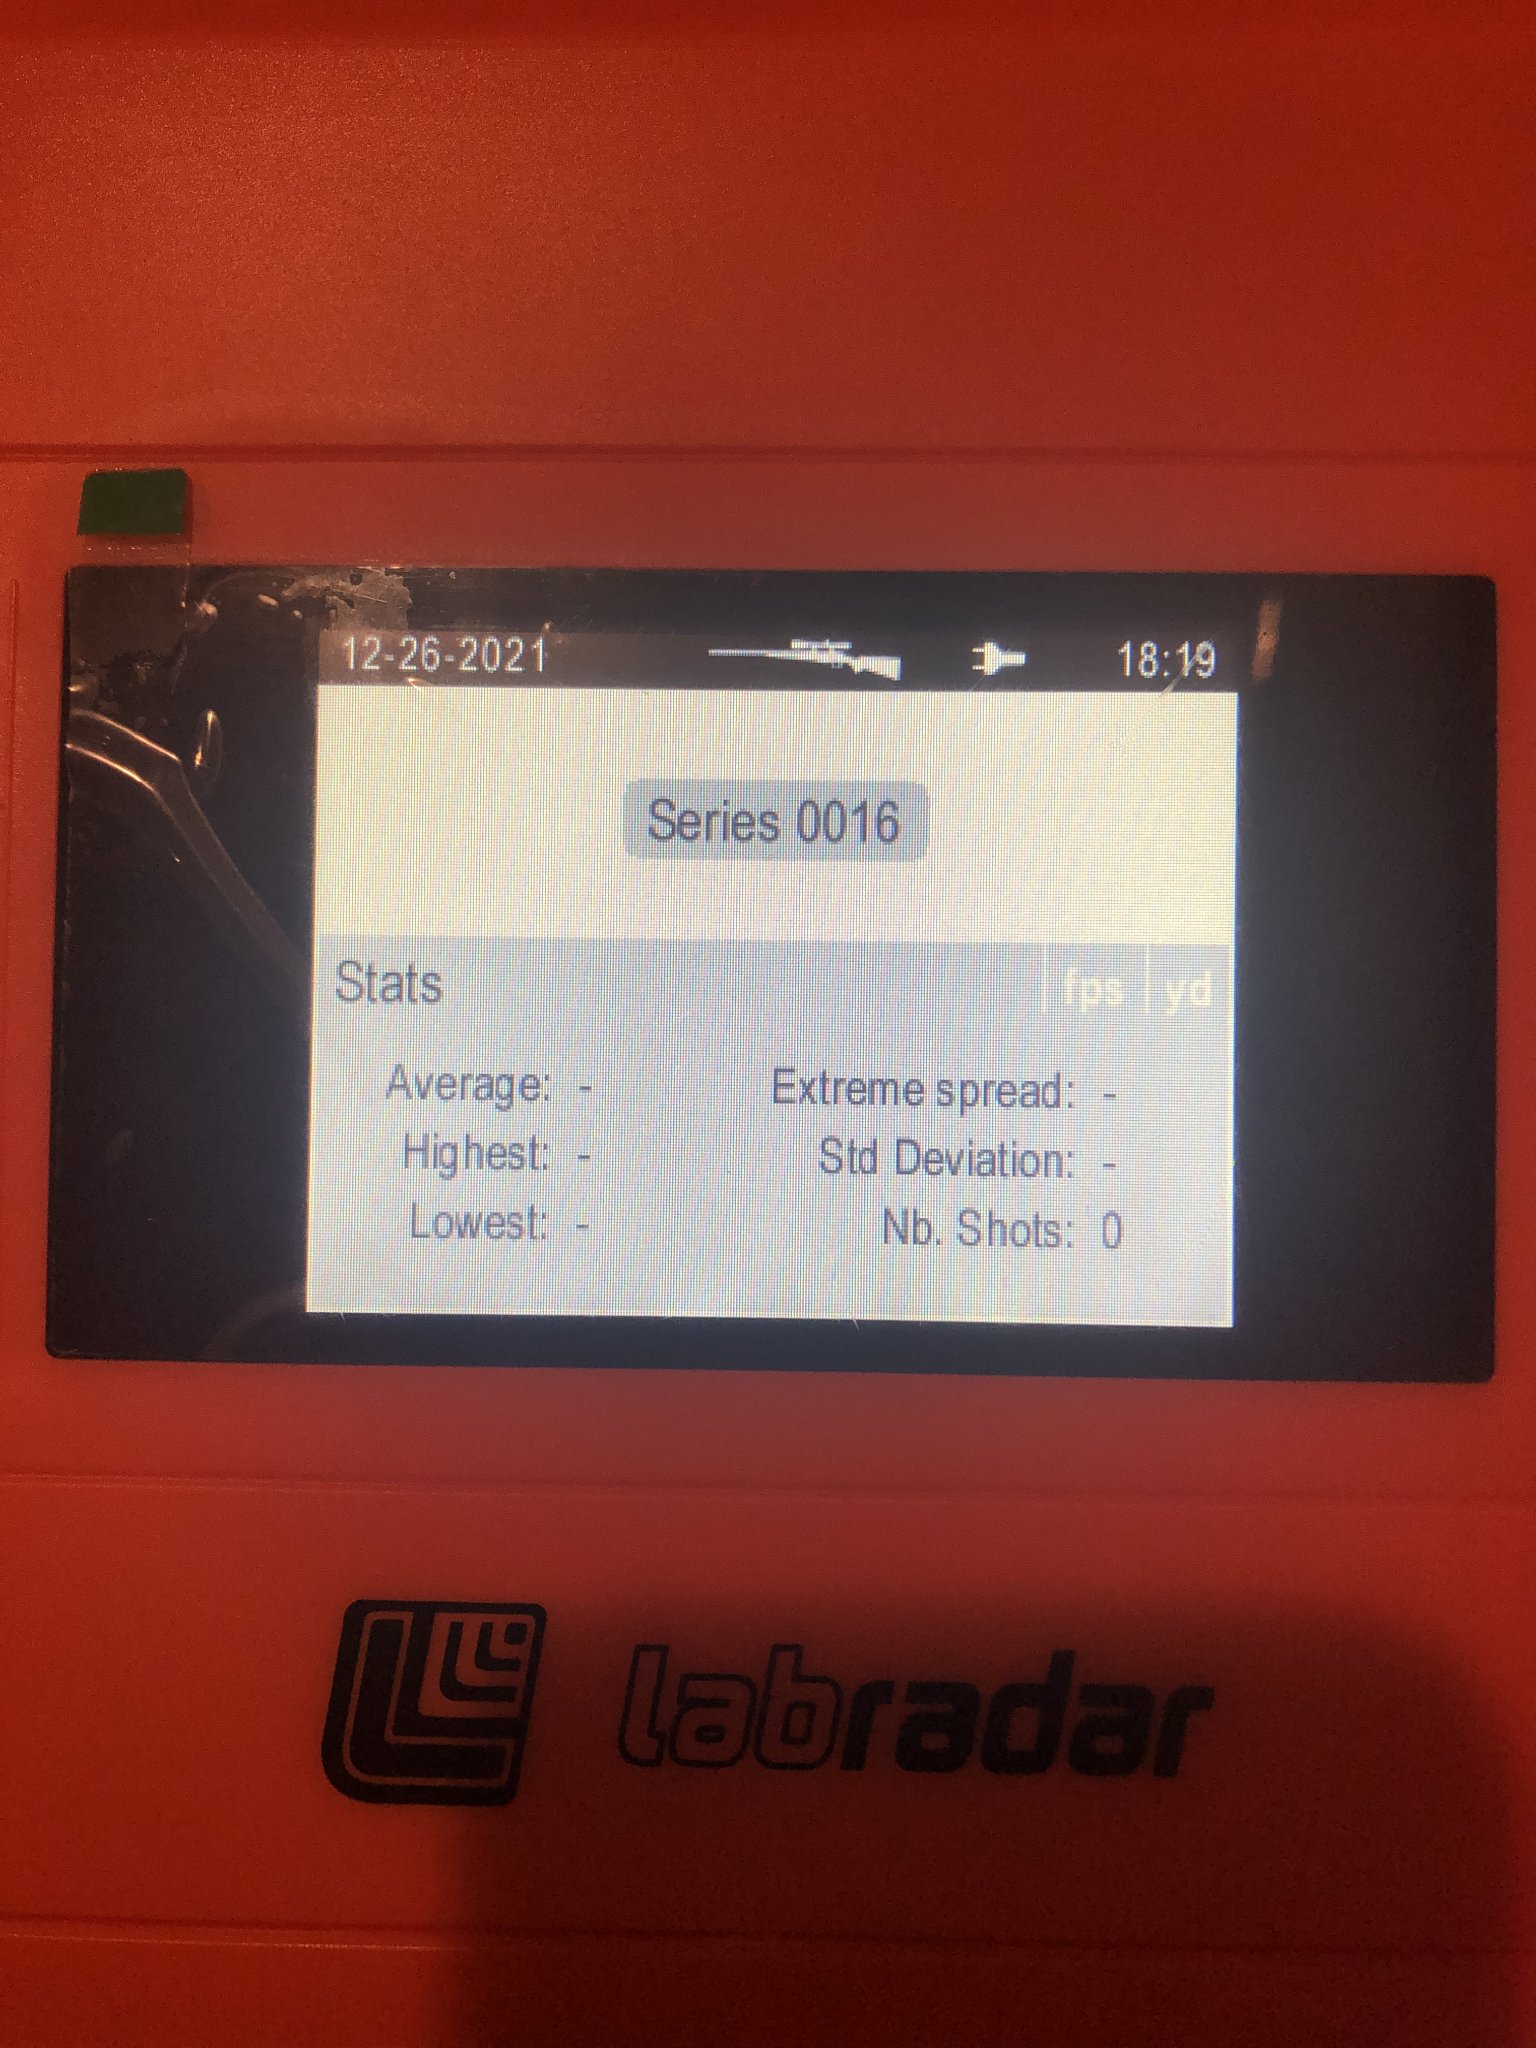 12-26-2021 18:19
Series 0016
Stats fps yd
Average: - Extreme spread: -
Highest: - Std Deviation: -
Lowest: - Nb. Shots: 0
labradar